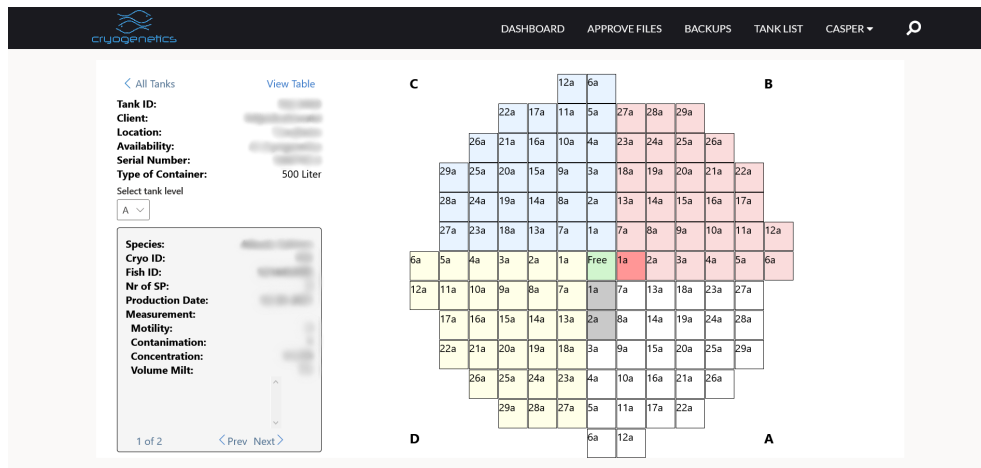 cryogenetics
DASHBOARD APPROVE FILES BACKUPS TANK LIST CASPER
All Tanks View Table
Tank ID:
Client:
Location:
Availability:
Serial Number:
Type of Container: 500 Liter
Select tank level
A
Species:
Cryo ID:
Fish ID:
Nr of SP:
Production Date:
Measurement:
Motility:
Contanimation:
Concentration:
Volume Milt:
1 of 2 Prev Next
C B
12a 6a
22a 17a 11a 5a 27a 28a 29a
26a 21a 16a 10a 4a 23a 24a 25a 26a
29a 25a 20a 15a 9a 3a 18a 19a 20a 21a 22a
28a 24a 19a 14a 8a 2a 13a 14a 15a 16a 17a
27a 23a 18a 13a 7a 1a 7a 8a 9a 10a 11a 12a
6a 5a 4a 3a 2a 1a Free 1a 2a 3a 4a 5a 6a
12a 11a 10a 9a 8a 7a 1a 7a 13a 18a 23a 27a
17a 16a 15a 14a 13a 2a 8a 14a 19a 24a 28a
22a 21a 20a 19a 18a 3a 9a 15a 20a 25a 29a
26a 25a 24a 23a 4a 10a 16a 21a 26a
29a 28a 27a 5a 11a 17a 22a
6a 12a
D A